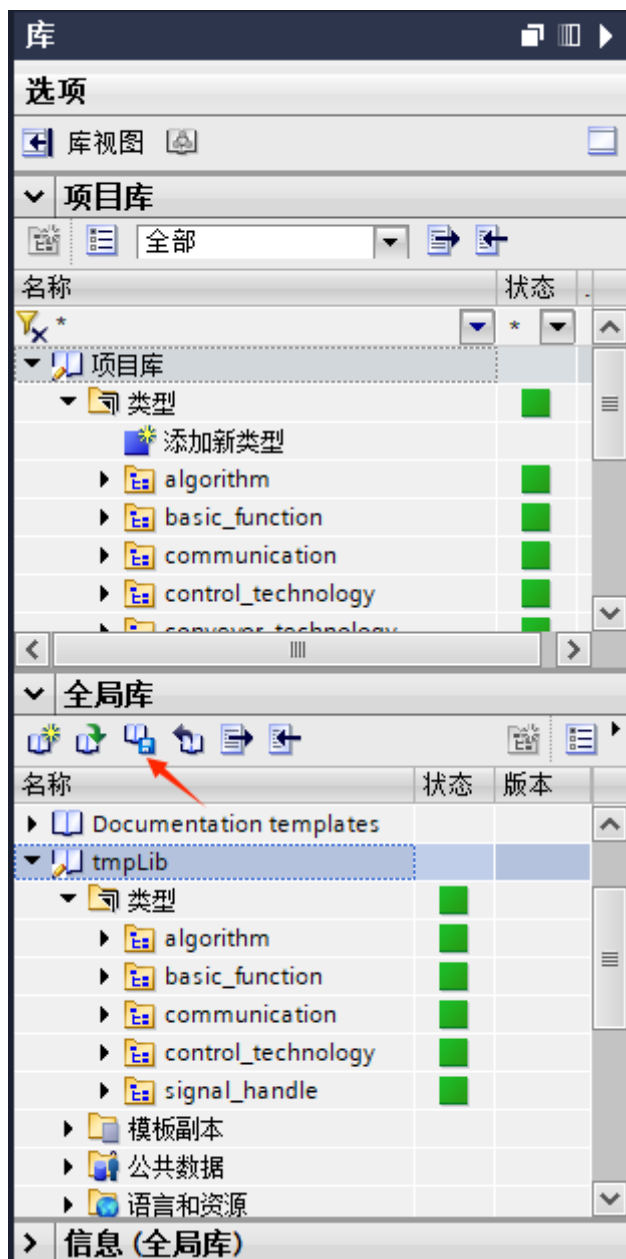 库
选项
库视图
项目库
全部
名称 状态 .
* *
项目库
类型
添加新类型
algorithm
basic_function
communication
control_technology
conveyor_technology
全局库
名称 状态 版本
Documentation templates
tmpLib
类型
algorithm
basic_function
communication
control_technology
signal_handle
模板副本
公共数据
语言和资源
信息 (全局库)